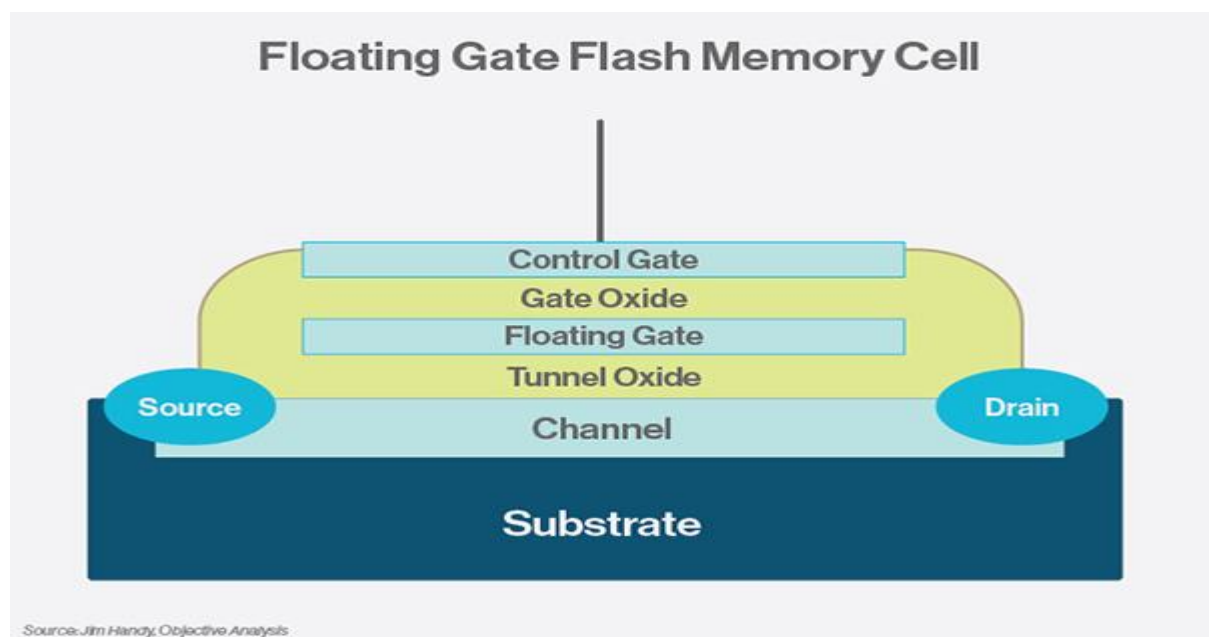 Floating Gate Flash Memory Cell
Control Gate
Gate Oxide
Floating Gate
Tunnel Oxide
Source
Drain
Channel
Substrate
Source: Jim Handy, Objective Analysis